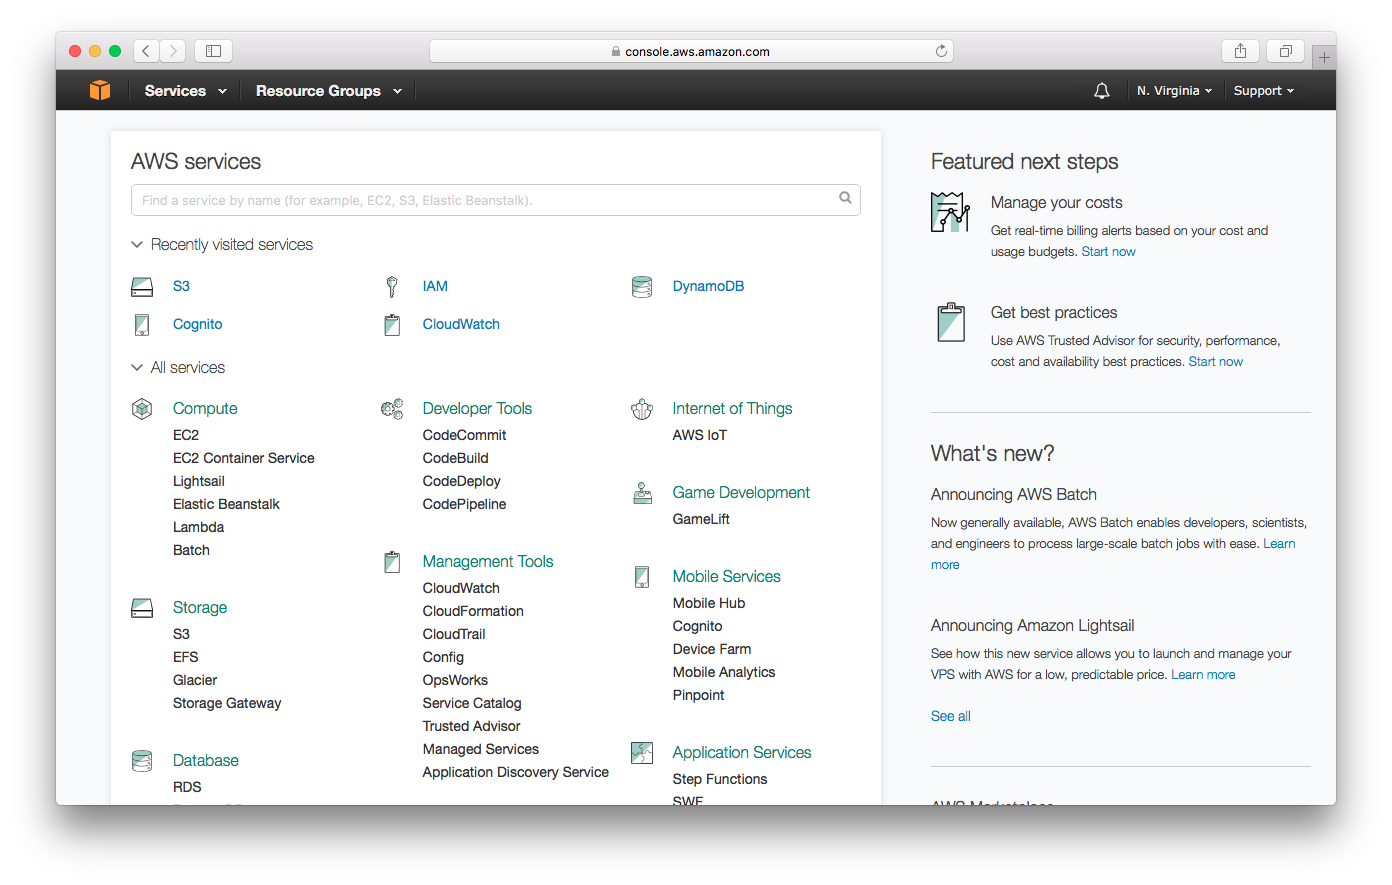 console.aws.amazon.com
Services
Resource Groups
N. Virginia
Support
AWS services
Find a service by name (for example, EC2, S3, Elastic Beanstalk).
Recently visited services
S3
IAM
DynamoDB
Cognito
CloudWatch
All services
Compute
EC2
EC2 Container Service
Lightsail
Elastic Beanstalk
Lambda
Batch
Storage
S3
EFS
Glacier
Storage Gateway
Database
RDS
Developer Tools
CodeCommit
CodeBuild
CodeDeploy
CodePipeline
Management Tools
CloudWatch
CloudFormation
CloudTrail
Config
OpsWorks
Service Catalog
Trusted Advisor
Managed Services
Application Discovery Service
Internet of Things
AWS IoT
Game Development
GameLift
Mobile Services
Mobile Hub
Cognito
Device Farm
Mobile Analytics
Pinpoint
Application Services
Step Functions
SWF
Featured next steps
Manage your costs
Get real-time billing alerts based on your cost and
usage budgets. Start now
Get best practices
Use AWS Trusted Advisor for security, performance,
cost and availability best practices. Start now
What's new?
Announcing AWS Batch
Now generally available, AWS Batch enables developers, scientists,
and engineers to process large-scale batch jobs with ease. Learn
more
Announcing Amazon Lightsail
See how this new service allows you to launch and manage your
VPS with AWS for a low, predictable price. Learn more
See all
AWS Marketplace